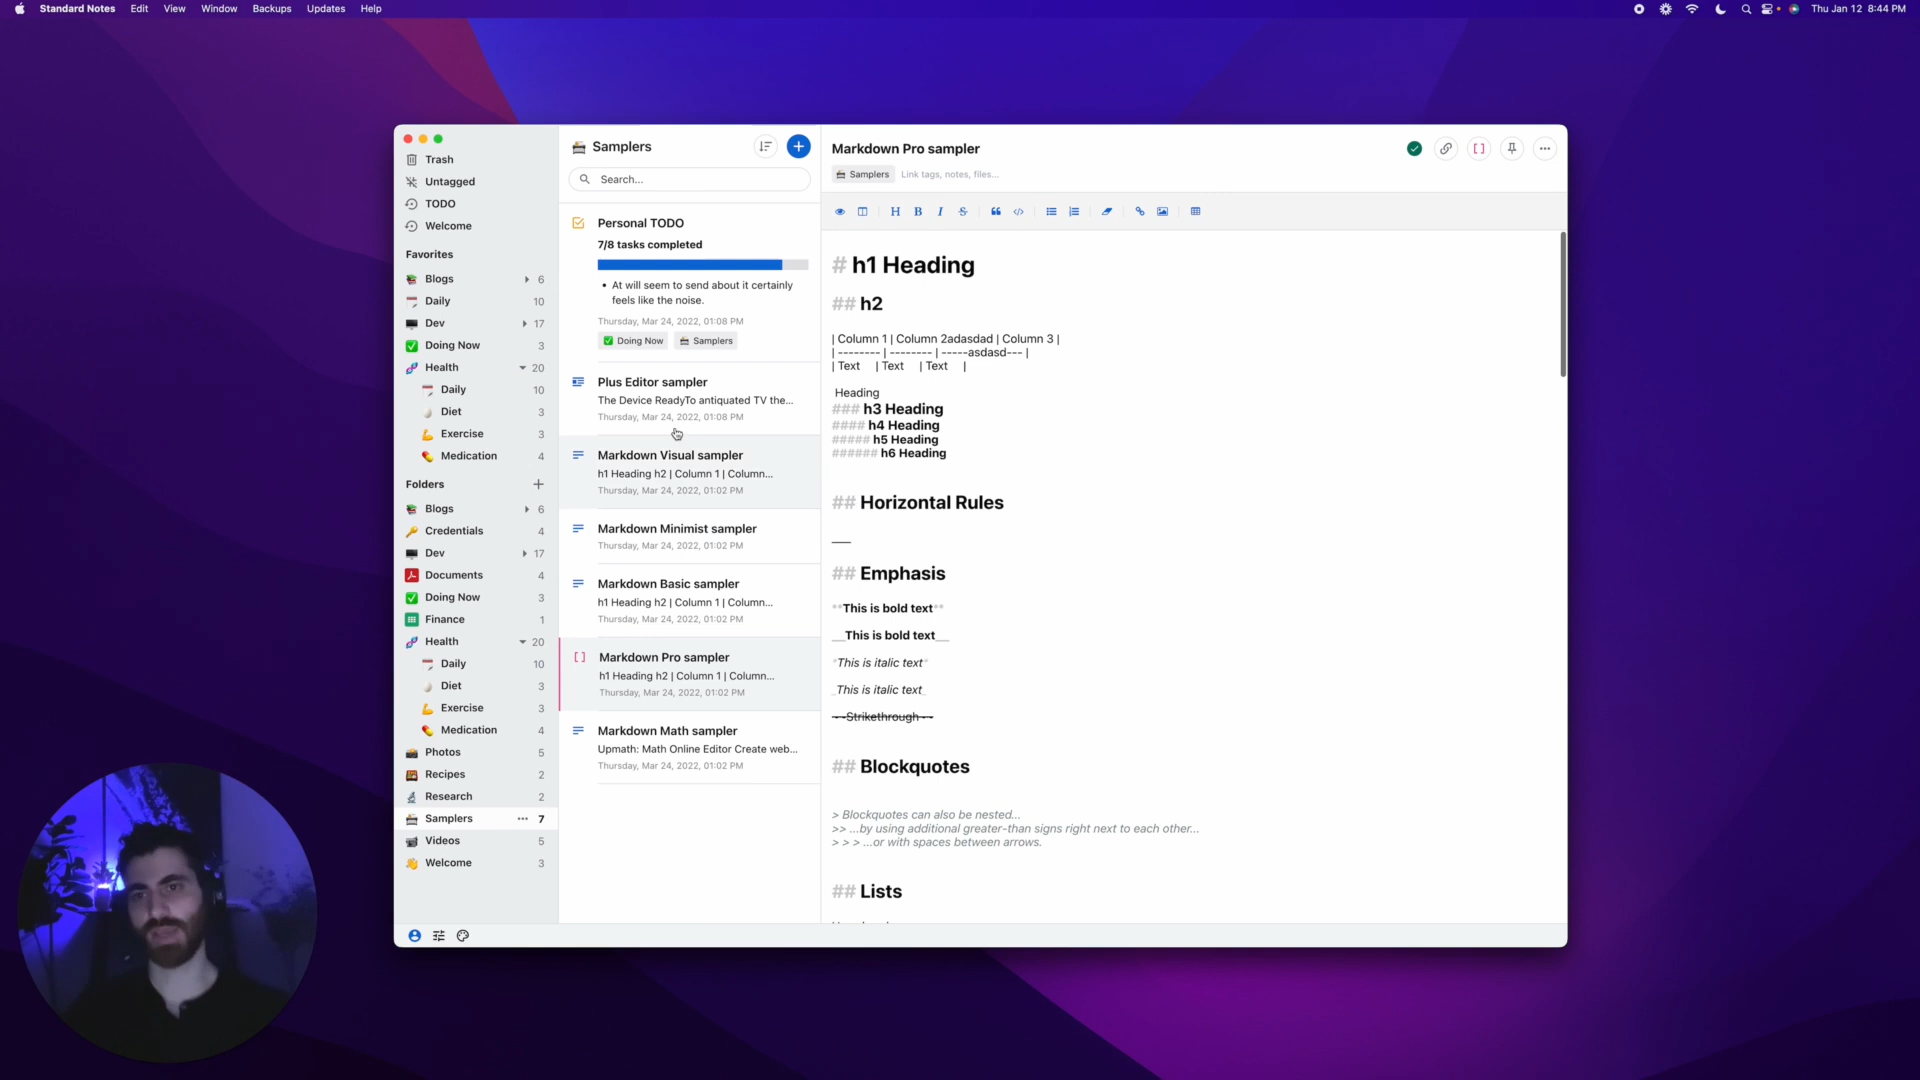 Standard Notes Edit View Window Backups Updates Help
Thu Jan 12 8:44 PM
Trash
Untagged
TODO
Welcome
Favorites
Blogs 6
Daily 10
Dev 17
Doing Now 3
Health 20
Daily 10
Diet 3
Exercise 3
Medication 4
Folders
Blogs 6
Credentials 4
Dev 17
Documents 4
Doing Now 3
Finance 1
Health 20
Daily 10
Diet 3
Exercise 3
Medication 4
Photos 5
Recipes 2
Research 2
Samplers ··· 7
Videos 5
Welcome 3
Samplers
Search...
Personal TODO
7/8 tasks completed
• At will seem to send about it certainly
feels like the noise.
Thursday, Mar 24, 2022, 01:08 PM
Doing Now Samplers
Plus Editor sampler
The Device ReadyTo antiquated TV the...
Thursday, Mar 24, 2022, 01:08 PM
Markdown Visual sampler
h1 Heading h2 | Column 1 | Column...
Thursday, Mar 24, 2022, 01:02 PM
Markdown Minimist sampler
Thursday, Mar 24, 2022, 01:02 PM
Markdown Basic sampler
h1 Heading h2 | Column 1 | Column...
Thursday, Mar 24, 2022, 01:02 PM
Markdown Pro sampler
h1 Heading h2 | Column 1 | Column...
Thursday, Mar 24, 2022, 01:02 PM
Markdown Math sampler
Upmath: Math Online Editor Create web...
Thursday, Mar 24, 2022, 01:02 PM
Markdown Pro sampler
Samplers Link tags, notes, files...
H B I S
# h1 Heading
## h2
| Column 1 | Column 2adasdad | Column 3 |
| -------- | -------- | -----asdasd--- |
| Text | Text | Text |
Heading
### h3 Heading
#### h4 Heading
##### h5 Heading
###### h6 Heading
## Horizontal Rules
___
## Emphasis
**This is bold text**
__This is bold text__
*This is italic text*
_This is italic text_
~~Strikethrough~~
## Blockquotes
> Blockquotes can also be nested...
>> ...by using additional greater-than signs right next to each other...
> > > ...or with spaces between arrows.
## Lists